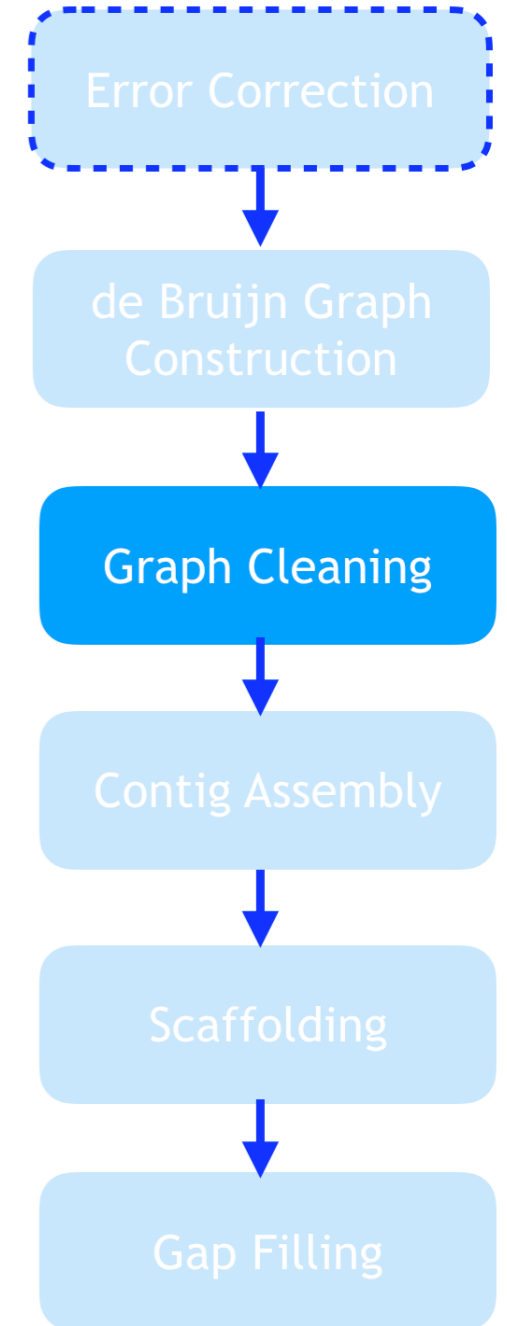 Error Correction
de Bruijn Graph
Construction
Graph Cleaning
Contig Assembly
Scaffolding
Gap Filling